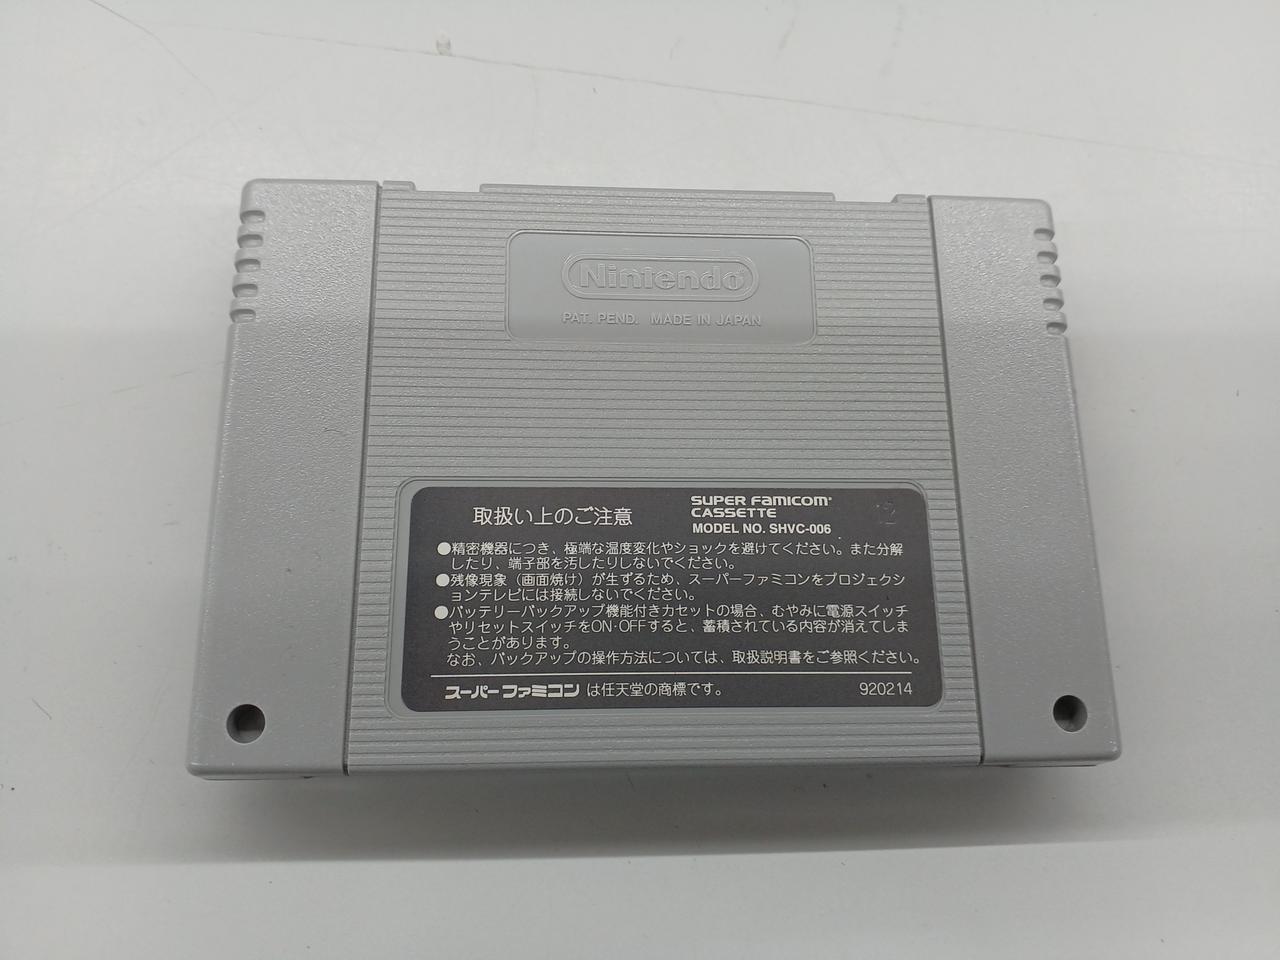 Nintendo
PAT. PEND. MADE IN JAPAN
取扱い上のご注意
SUPER FAMICOM
CASSETTE
MODEL NO. SHVC-006
12
●精密機器につき、極端な温度変化やショックを避けてください。また分解
したり、端子部を汚したりしないでください。
●残像現象（画面焼け）が生ずるため、スーパーファミコンをプロジェクシ
ョンテレビには接続しないでください。
●バッテリーバックアップ機能付きカセットの場合、むやみに電源スイッチ
やリセットスイッチをON·OFFすると、蓄積されている内容が消えてしま
うことがあります。
なお、バックアップの操作方法については、取扱説明書をご参照ください。
スーパーファミコン は任天堂の商標です。 920214